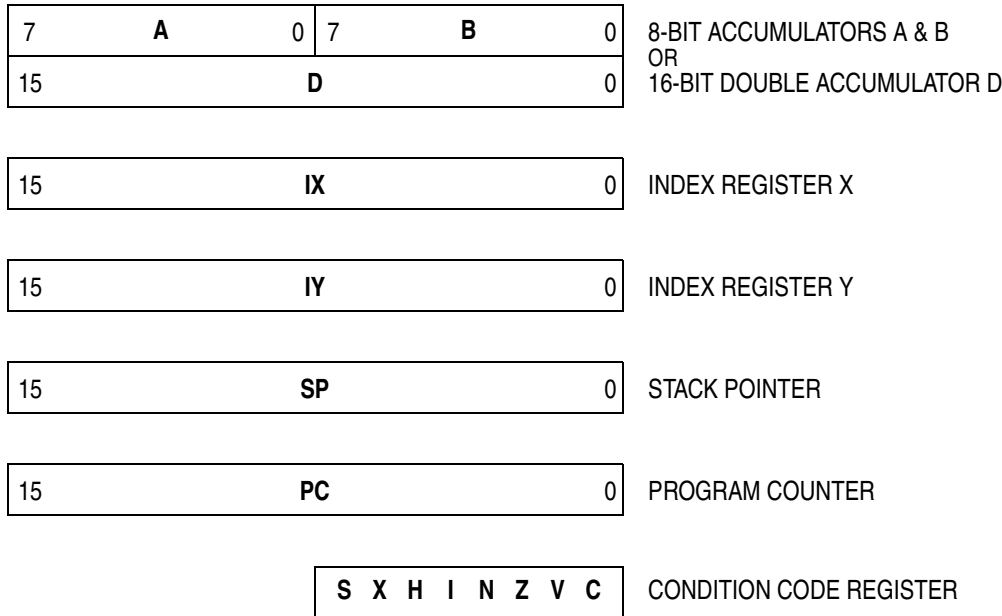 7 A 0 7 B 0 8-BIT ACCUMULATORS A & B
OR
15 D 0 16-BIT DOUBLE ACCUMULATOR D
15 IX 0 INDEX REGISTER X
15 IY 0 INDEX REGISTER Y
15 SP 0 STACK POINTER
15 PC 0 PROGRAM COUNTER
S X H I N Z V C CONDITION CODE REGISTER